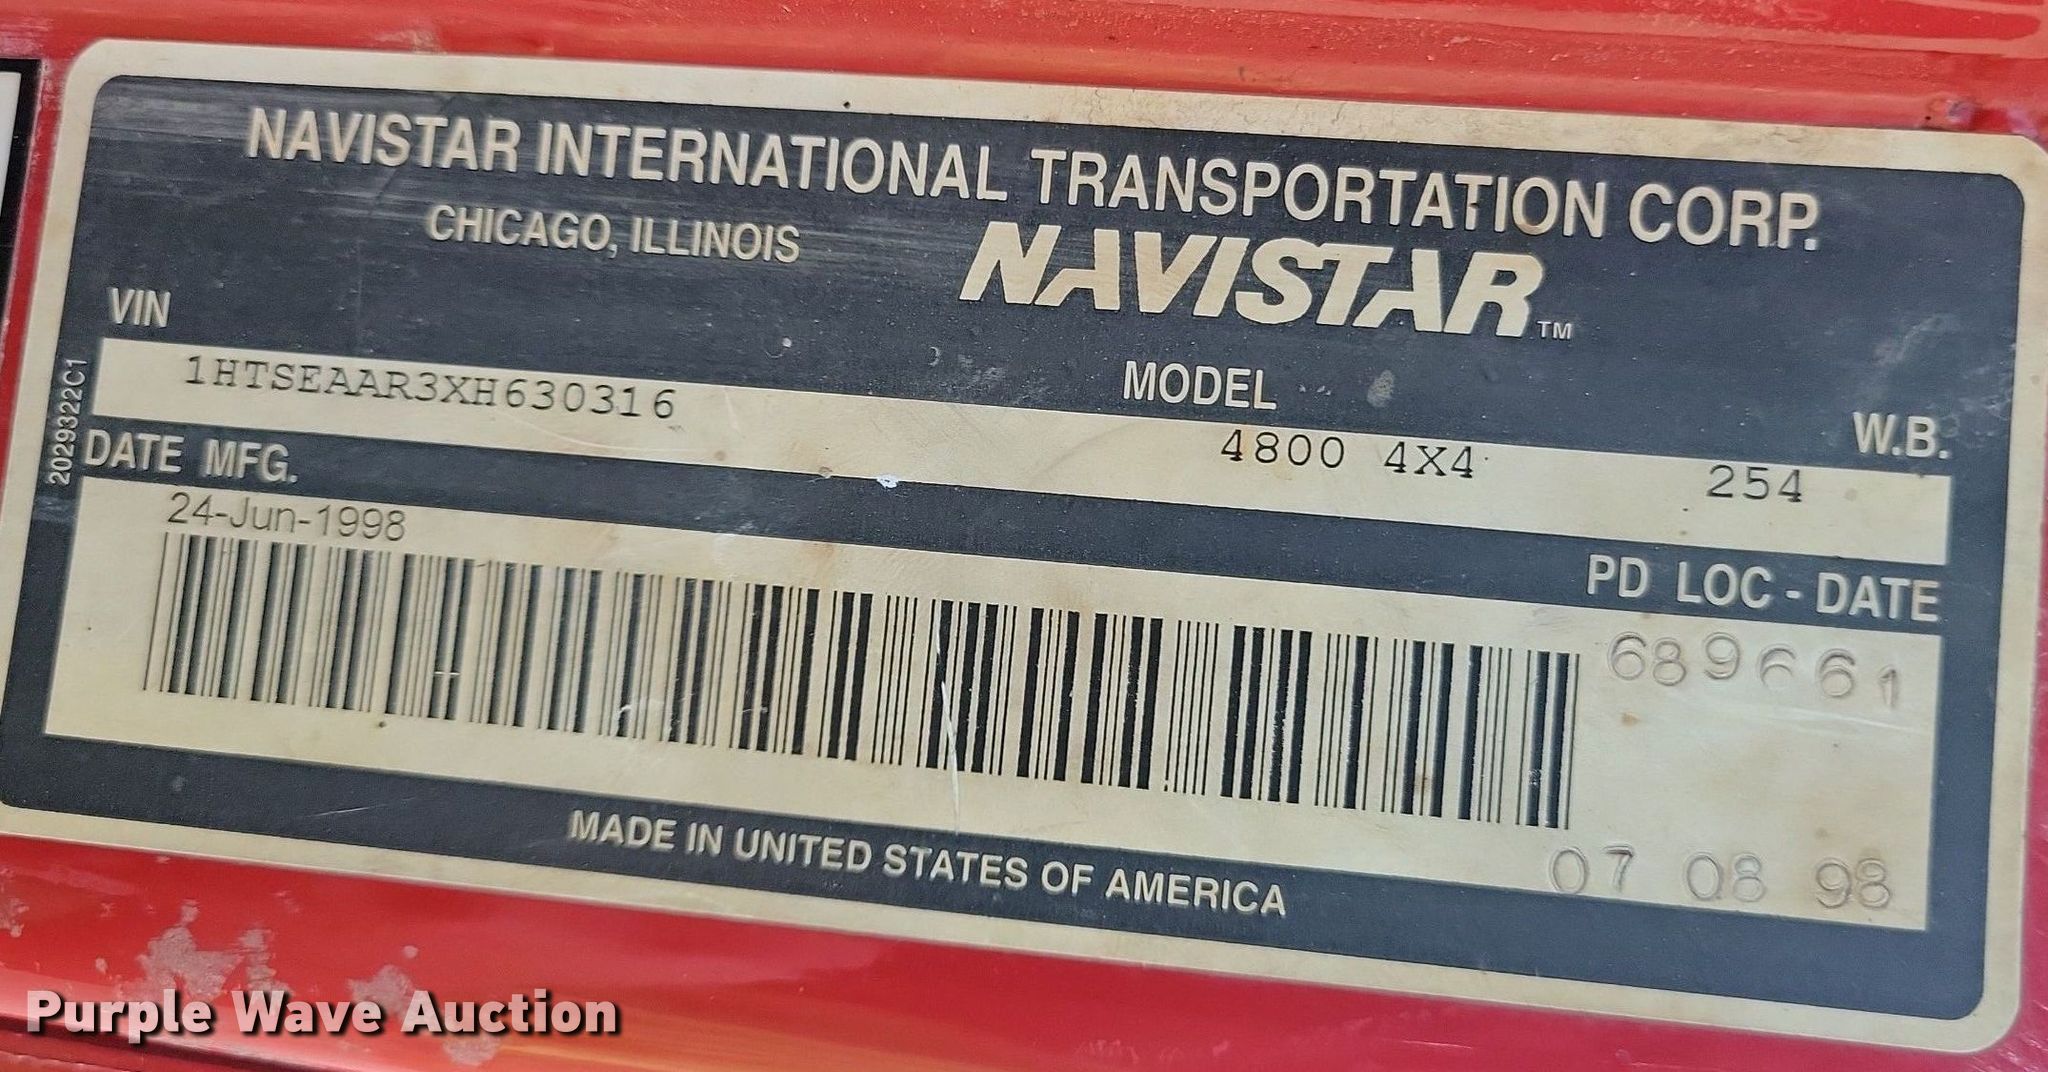 NAVISTAR INTERNATIONAL TRANSPORTATION CORP.
CHICAGO, ILLINOIS
NAVISTAR™
VIN
MODEL
W.B.
1HTSEAAR3XH630316
4800 4X4
254
2029322C1
DATE MFG.
24-Jun-1998
PD LOC - DATE
689661
07 08 98
MADE IN UNITED STATES OF AMERICA
Purple Wave Auction